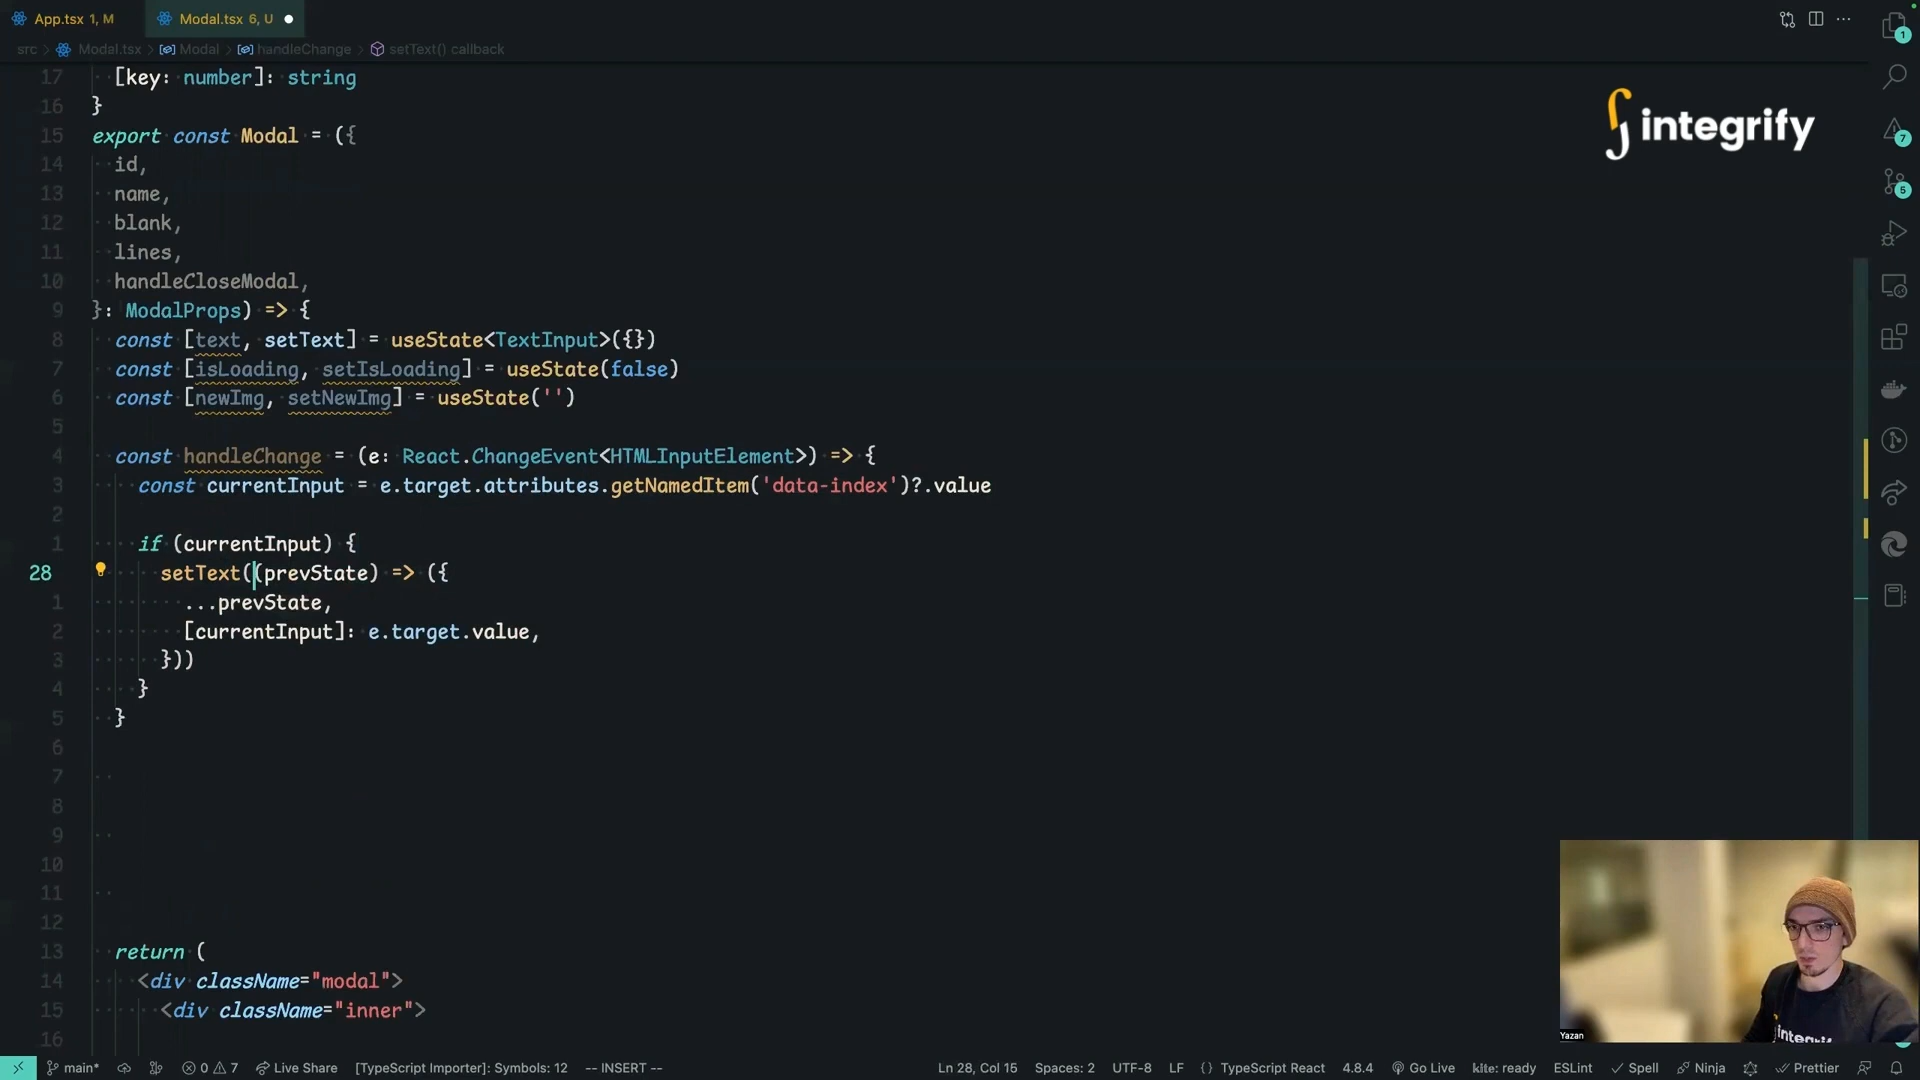 App.tsx 1, M
Modal.tsx 6, U
src > Modal.tsx > Modal > handleChange > setText() callback
17 [key: number]: string
16 }
15 export const Modal = ({
14 id,
13 name,
12 blank,
11 lines,
10 handleCloseModal,
9 }: ModalProps) => {
8 const [text, setText] = useState<TextInput>({})
7 const [isLoading, setIsLoading] = useState(false)
6 const [newImg, setNewImg] = useState('')
5
4 const handleChange = (e: React.ChangeEvent<HTMLInputElement>) => {
3 const currentInput = e.target.attributes.getNamedItem('data-index')?.value
2
1 if (currentInput) {
28 setText((prevState) => ({
1 ...prevState,
2 [currentInput]: e.target.value,
3 }))
4 }
5 }
6
7
8
9
10
11
12
13 return (
14 <div className="modal">
15 <div className="inner">
16
integrify
1
7
5
Yazan
integrify
main* 0 7 Live Share [TypeScript Importer]: Symbols: 12 -- INSERT -- Ln 28, Col 15 Spaces: 2 UTF-8 LF {} TypeScript React 4.8.4 Go Live kite: ready ESLint Spell Ninja Prettier